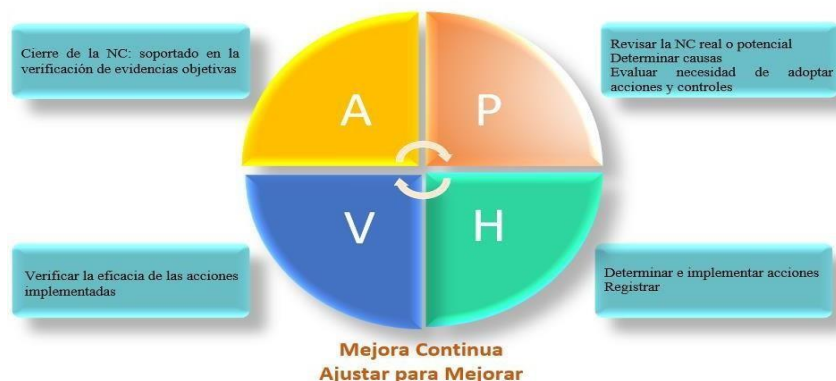 Cierre de la NC: soportado en la
verificación de evidencias objetivas
A
P
Revisar la NC real o potencial
Determinar causas
Evaluar necesidad de adoptar
acciones y controles
V
H
Verificar la eficacia de las acciones
implementadas
Determinar e implementar acciones
Registrar
Mejora Continua
Ajustar para Mejorar